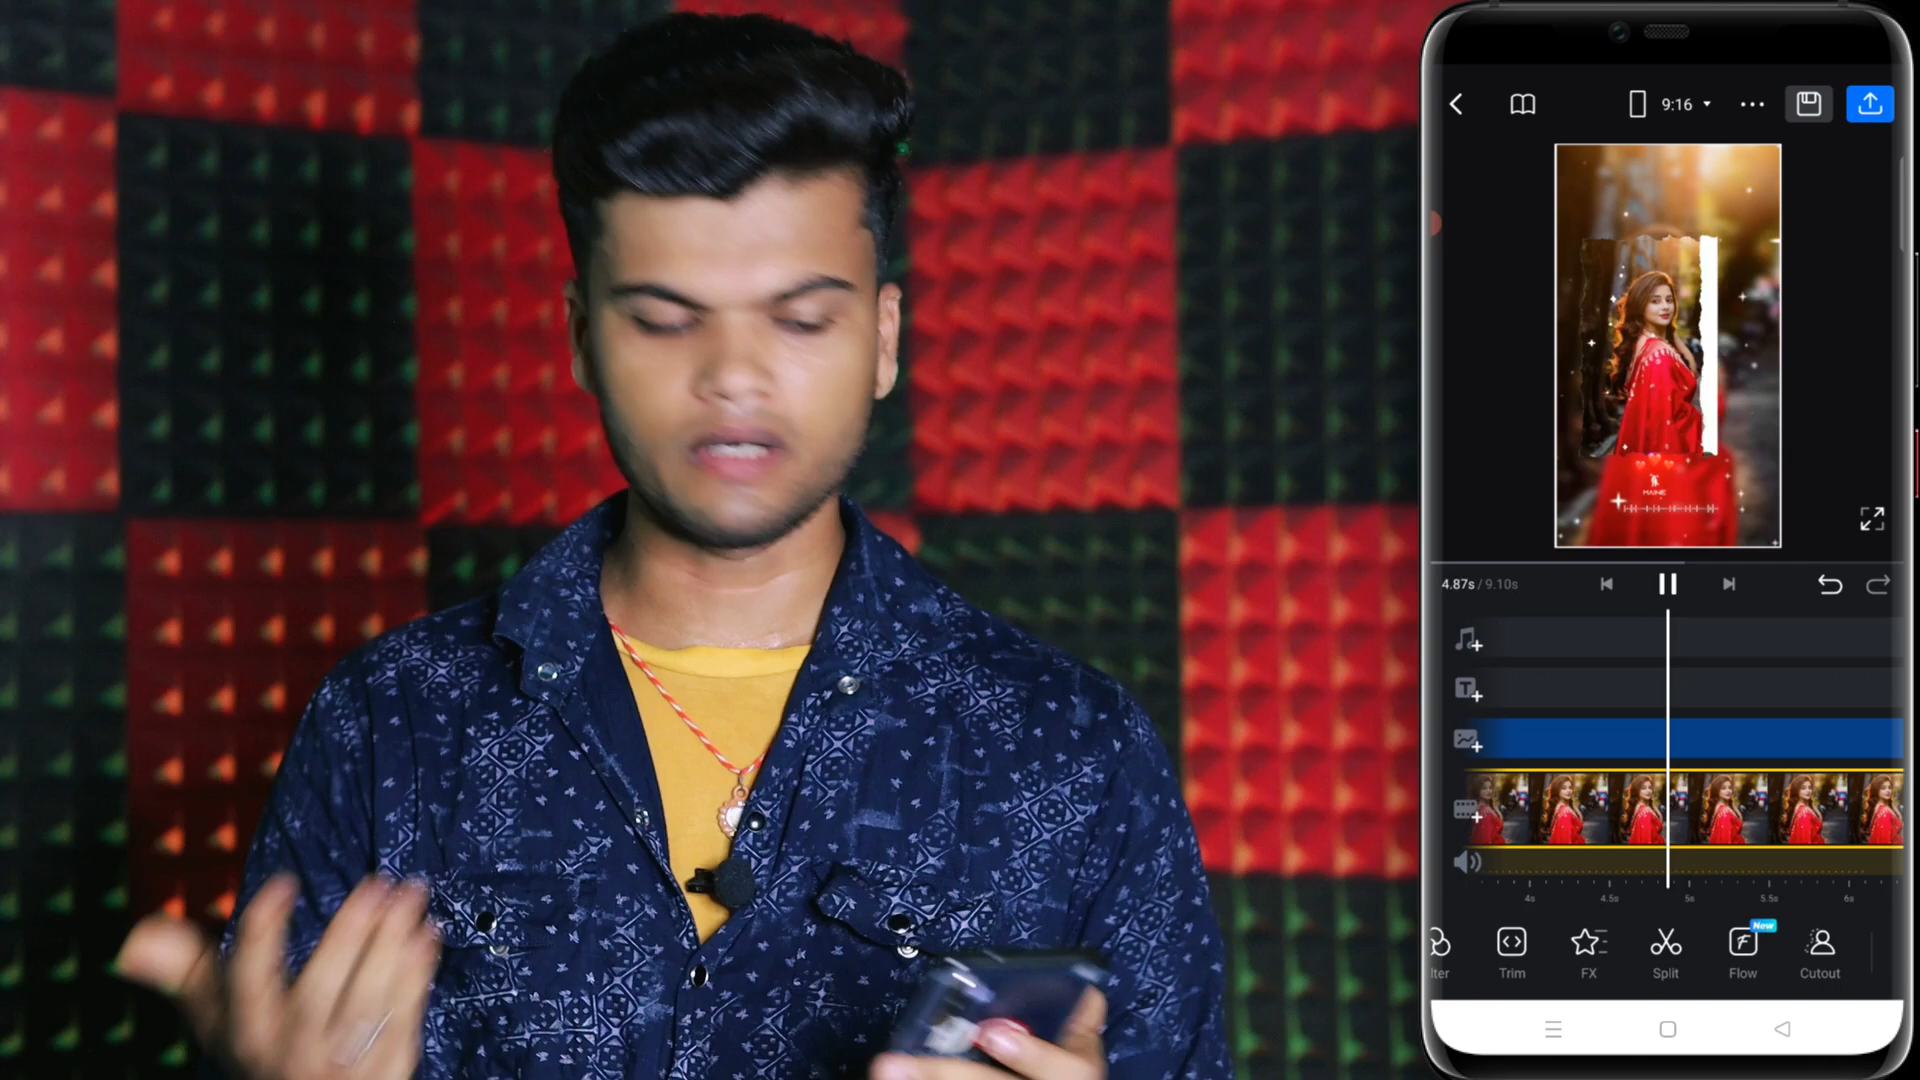 9:16
MAINE
4.87s / 9.10s
4s 4.5s 5s 5.5s 6s
New
lter Trim FX Split Flow Cutout